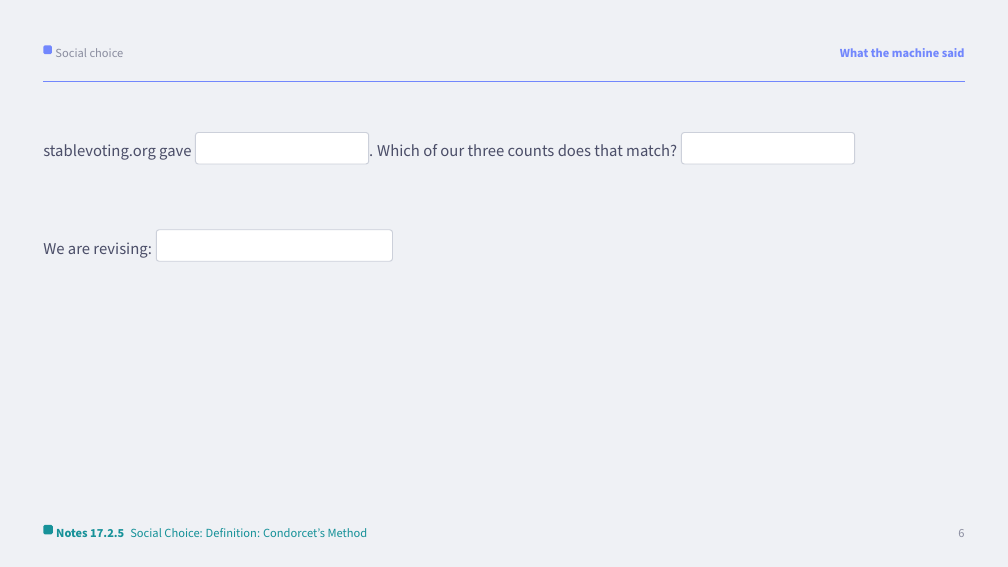 Social choice
What the machine said
stablevoting.org gave . Which of our three counts does that match?
We are revising:
Notes 17.2.5 Social Choice: Definition: Condorcet’s Method
6